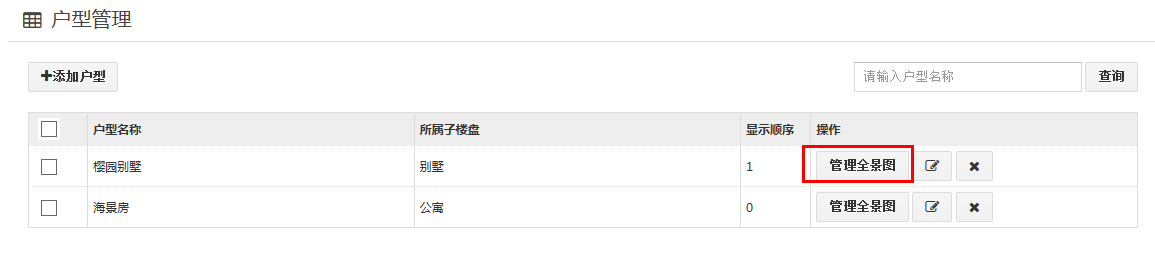 户型管理
添加户型 请输入户型名称 查询
户型名称 所属子楼盘 显示顺序 操作
樱园别墅 别墅 1 管理全景图
海景房 公寓 0 管理全景图